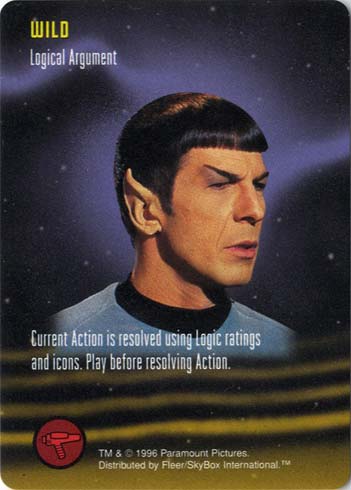 WILD
Logical Argument
Current Action is resolved using Logic ratings
and icons. Play before resolving Action.
TM & © 1996 Paramount Pictures.
Distributed by Fleer/SkyBox International.™